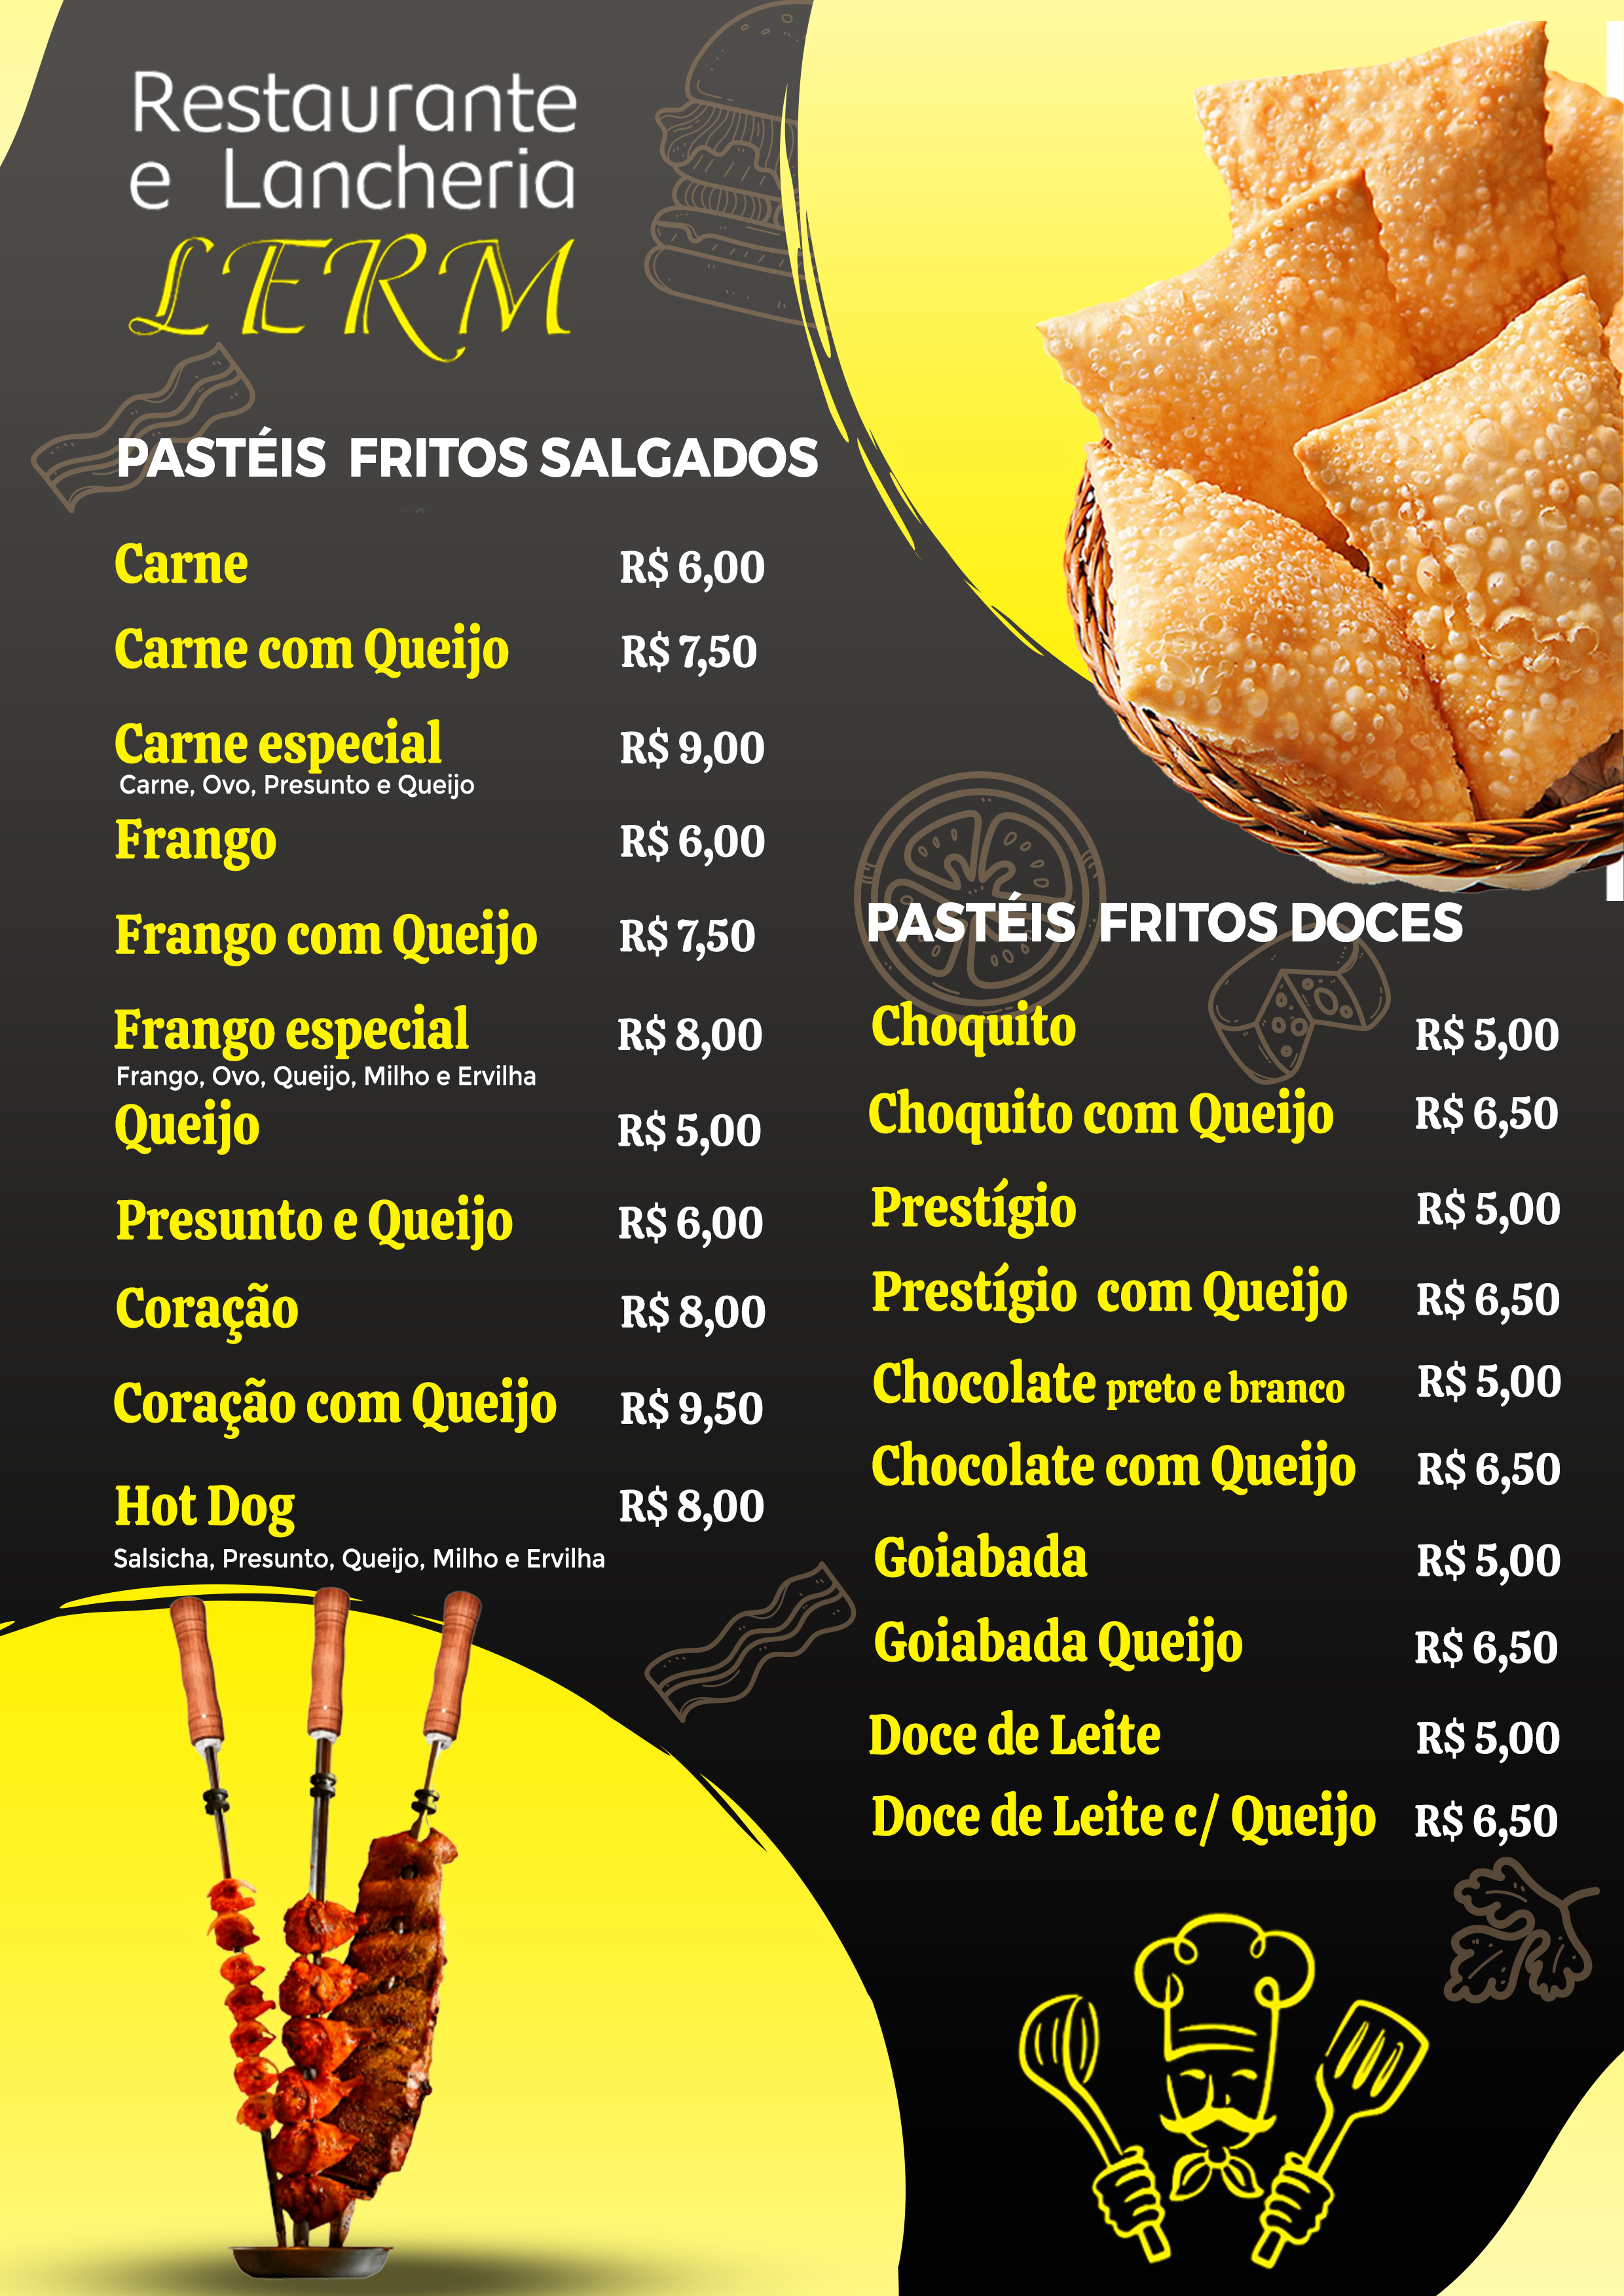 Restaurante
e Lancheria
LERM
PASTÉIS FRITOS SALGADOS
Carne R$ 6,00
Carne com Queijo R$ 7,50
Carne especial R$ 9,00
Carne, Ovo, Presunto e Queijo
Frango R$ 6,00
Frango com Queijo R$ 7,50
Frango especial R$ 8,00
Frango, Ovo, Queijo, Milho e Ervilha
Queijo R$ 5,00
Presunto e Queijo R$ 6,00
Coração R$ 8,00
Coração com Queijo R$ 9,50
Hot Dog R$ 8,00
Salsicha, Presunto, Queijo, Milho e Ervilha
PASTÉIS FRITOS DOCES
Choquito R$ 5,00
Choquito com Queijo R$ 6,50
Prestígio R$ 5,00
Prestígio com Queijo R$ 6,50
Chocolate preto e branco R$ 5,00
Chocolate com Queijo R$ 6,50
Goiabada R$ 5,00
Goiabada Queijo R$ 6,50
Doce de Leite R$ 5,00
Doce de Leite c/ Queijo R$ 6,50